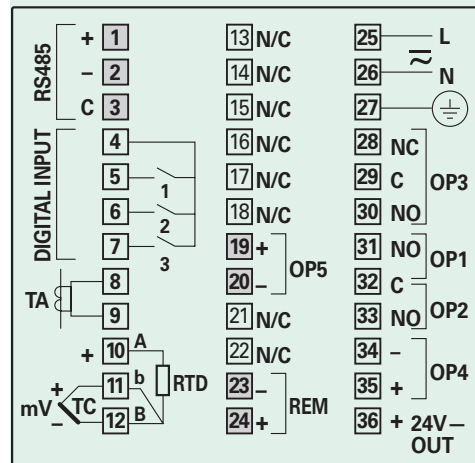 RS485
+ 1
– 2
C 3
DIGITAL INPUT
4
5
1
6
2
7
3
TA
8
9
+ 10 A
11 b
12 B
RTD
+
mV
–
TC
13 N/C
14 N/C
15 N/C
16 N/C
17 N/C
18 N/C
19 +
20 –
OP5
21 N/C
22 N/C
23 –
24 +
REM
25 L
26 N
27
28 NC
29 C
30 NO
OP3
31 NO
OP1
32 C
33 NO
OP2
34 –
35 +
OP4
36 + 24V
OUT